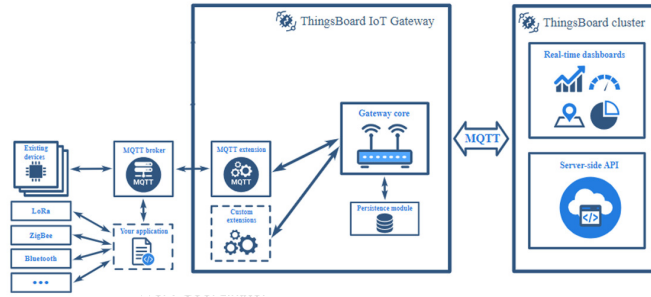 ThingsBoard IoT Gateway
ThingsBoard cluster
Real-time dashboards
Gateway core
MQTT
Existing
devices
MQTT broker
MQTT
MQTT extension
MQTT
Server-side API
Persistence module
LoRa
ZigBee
Bluetooth
•••
Your application
Custom
extensions